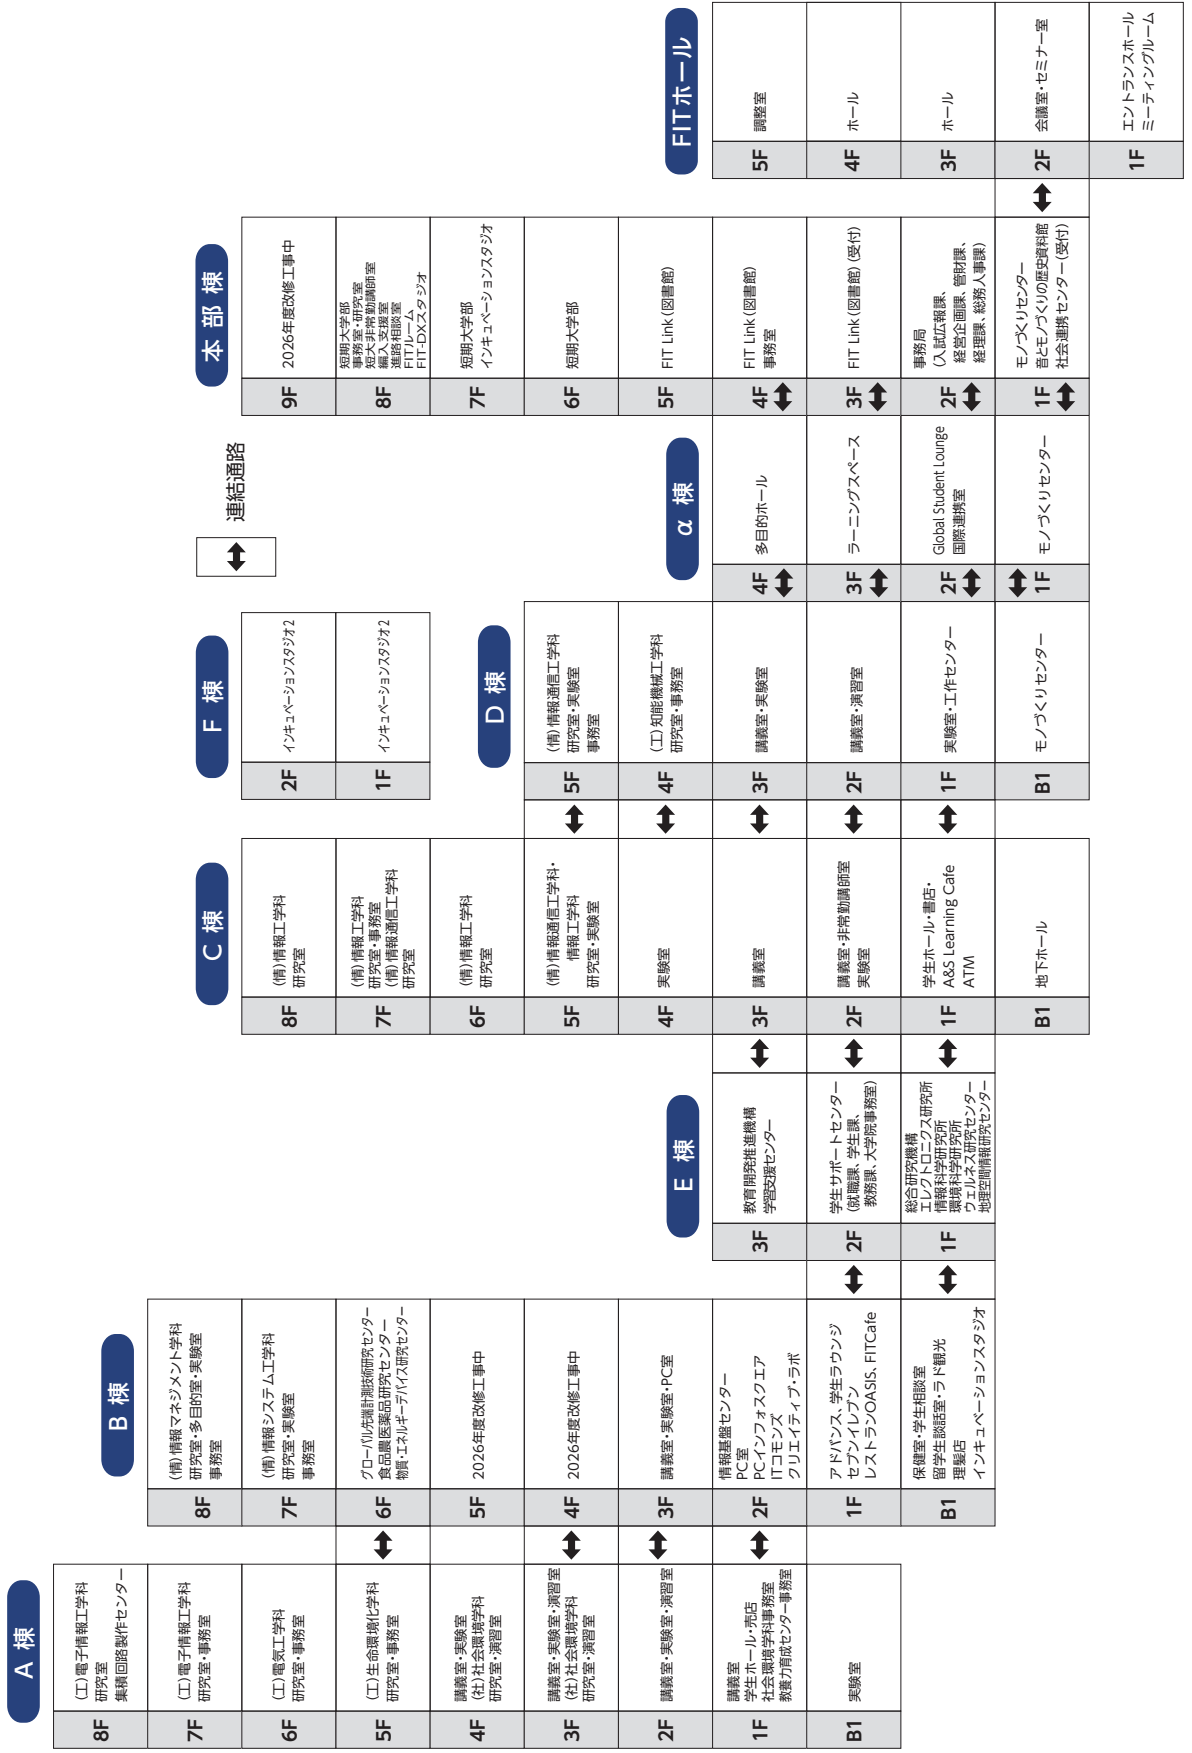 A 棟
8F
(工)電子情報工学科
研究室
集積回路製作センター
7F
(工)電子情報工学科
研究室・事務室
6F
(工)電気工学科
研究室・事務室
5F
(工)生命環境化学科
研究室・事務室
4F
講義室・実験室
(社)社会環境学科
研究室・演習室
3F
講義室・実験室・演習室
(社)社会環境学科
研究室・演習室
2F
講義室・実験室・演習室
1F
講義室
学生ホール・売店
社会環境学科事務室
教養力育成センター事務室
B1
実験室
B 棟
8F
(情)情報マネジメント学科
研究室・多目的室・実験室
事務室
7F
(情)情報システム工学科
研究室・実験室
事務室
6F
グローバル先端計測技術研究センター
食品農医薬品研究センター
物質・エネルギーデバイス研究センター
5F
2026年度改修工事中
4F
2026年度改修工事中
3F
講義室・実験室・PC室
2F
情報基盤センター
PC室
PCインフォスクエア
ITコモンズ
クリエイティブ・ラボ
1F
アドバンス、学生ラウンジ
セブンイレブン
レストランOASIS、FITCafe
B1
保健室・学生相談室
留学生談話室・ラド観光
理髪店
インキュベーションスタジオ
E 棟
3F
教育開発推進機構
学習支援センター
2F
学生サポートセンター
(就職課、学生課、
教務課、大学院事務室)
1F
総合研究機構
エレクトロニクス研究所
情報科学研究所
環境科学研究所
ウェルネス研究センター
地理空間情報研究センター
C 棟
8F
(情)情報工学科
研究室
7F
(情)情報工学科
研究室・事務室
(情)情報通信工学科
研究室
6F
(情)情報工学科
研究室
5F
(情)情報通信工学科・
情報工学科
研究室・実験室
4F
実験室
3F
講義室
2F
講義室・非常勤講師室
実験室
1F
学生ホール・書店・
A&S Learning Cafe
ATM
B1
地下ホール
F 棟
2F
インキュベーションスタジオ2
1F
インキュベーションスタジオ2
D 棟
5F
(情)情報通信工学科
研究室・実験室
事務室
4F
(工)知能機械工学科
研究室・事務室
3F
講義室・実験室
2F
講義室・演習室
1F
実験室・工作センター
B1
モノづくりセンター
連結通路
α 棟
4F
多目的ホール
3F
ラーニングスペース
2F
Global Student Lounge
国際連携室
1F
モノづくりセンター
本 部 棟
9F
2026年度改修工事中
8F
短期大学部
事務室・研究室
短大非常勤講師室
編入支援室
進路相談室
FITルーム
FIT-DXスタジオ
7F
短期大学部
インキュベーションスタジオ
6F
短期大学部
5F
FIT Link(図書館)
4F
FIT Link(図書館)
事務室
3F
FIT Link(図書館)(受付)
2F
事務局
(入試広報課、
経営企画課、管財課、
経理課、総務人事課)
1F
モノづくりセンター
音とモノづくりの歴史資料館
社会連携センター(受付)
FITホール
5F
調整室
4F
ホール
3F
ホール
2F
会議室・セミナー室
1F
エントランスホール
ミーティングルーム